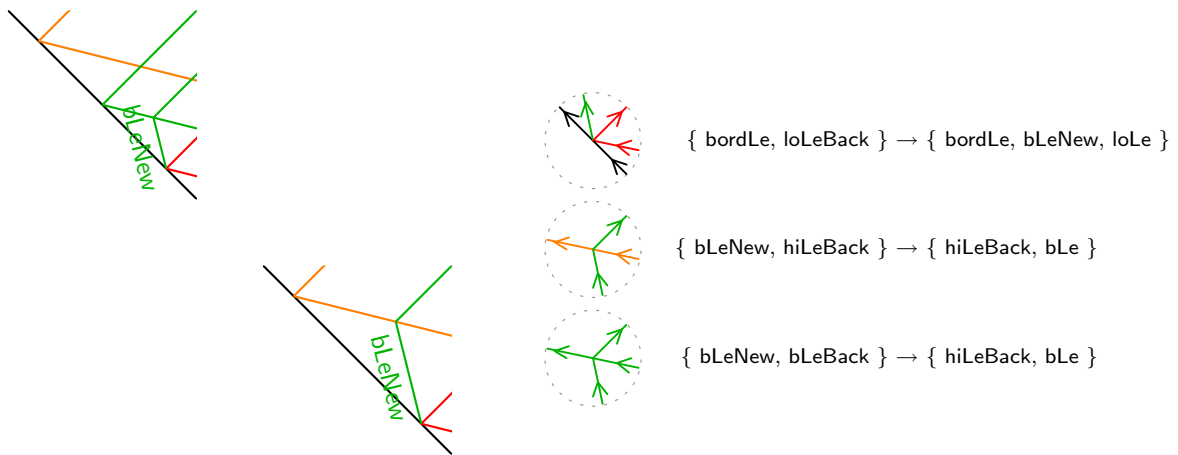 bLeNew
{ bordLe, loLeBack } → { bordLe, bLeNew, loLe }
{ bLeNew, hiLeBack } → { hiLeBack, bLe }
bLeNew
{ bLeNew, bLeBack } → { hiLeBack, bLe }